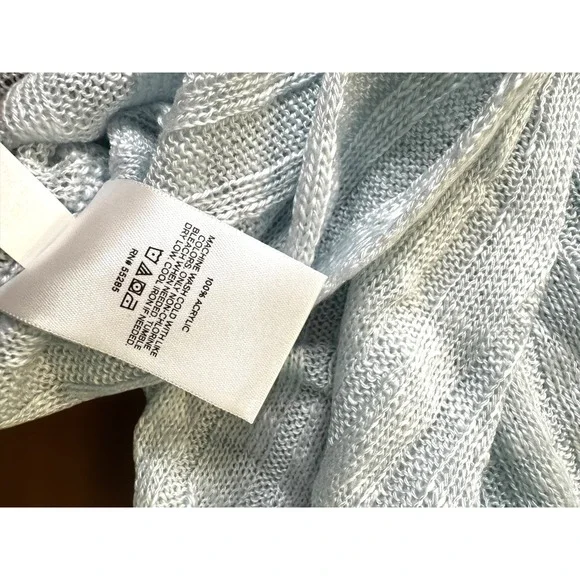 100% ACRYLIC
MACHINE WASH COLD WITH LIKE
COLORS. ONLY NON-CHLORINE
BLEACH WHEN NEEDED. TUMBLE
DRY LOW. COOL IRON IF NEEDED.
RN# 55285